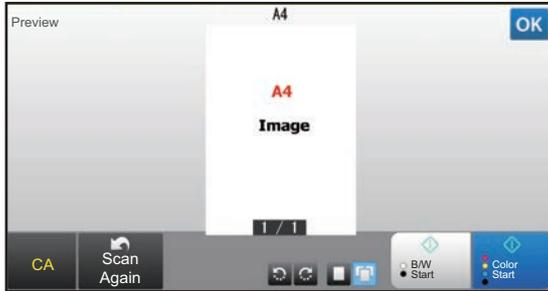 Preview
A4
OK
A4
Image
1 / 1
CA
Scan
Again
B/W
Start
Color
Start